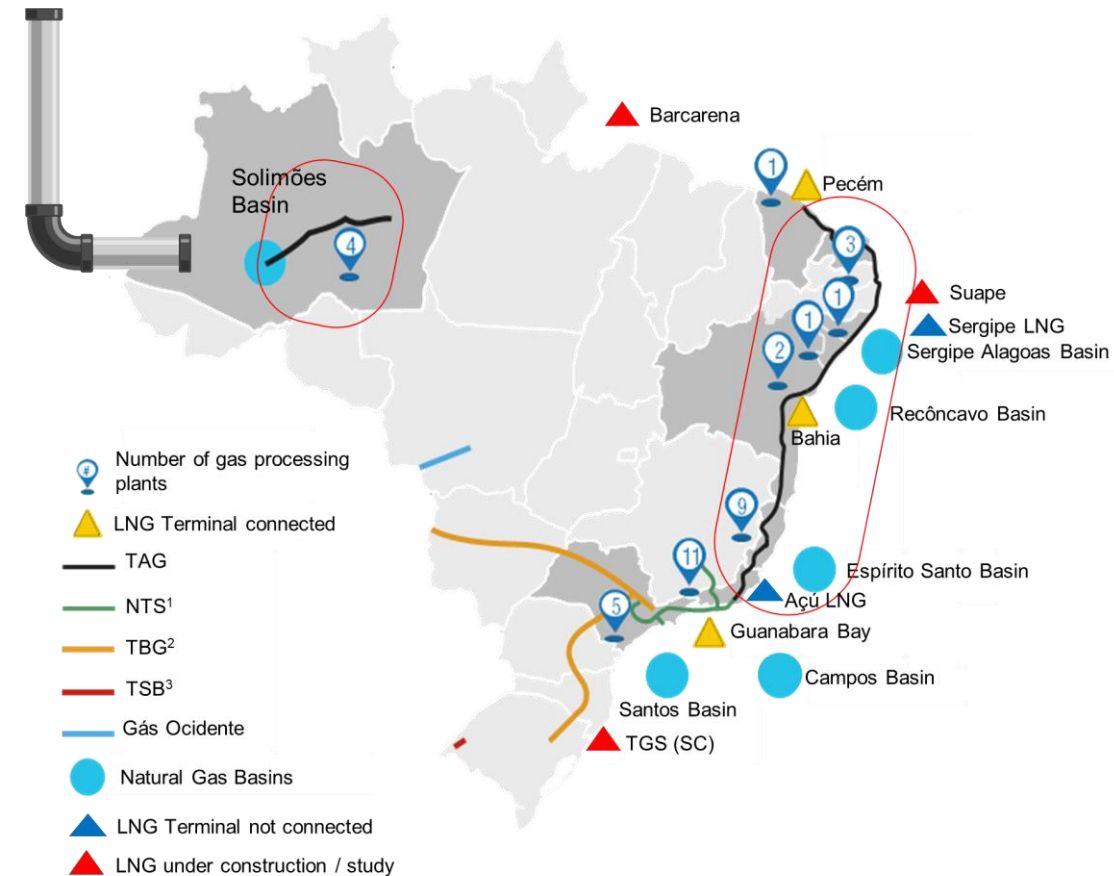 Barcarena
1
Pecém
Solimões
Basin
4
3
1
Suape
1
Sergipe LNG
2
Sergipe Alagoas Basin
Recôncavo Basin
Bahia
Number of gas processing
plants
#
LNG Terminal connected
9
TAG
11
Espírito Santo Basin
NTS¹
5
Açú LNG
Guanabara Bay
TBG²
Campos Basin
TSB³
Santos Basin
Gás Ocidente
TGS (SC)
Natural Gas Basins
LNG Terminal not connected
LNG under construction / study